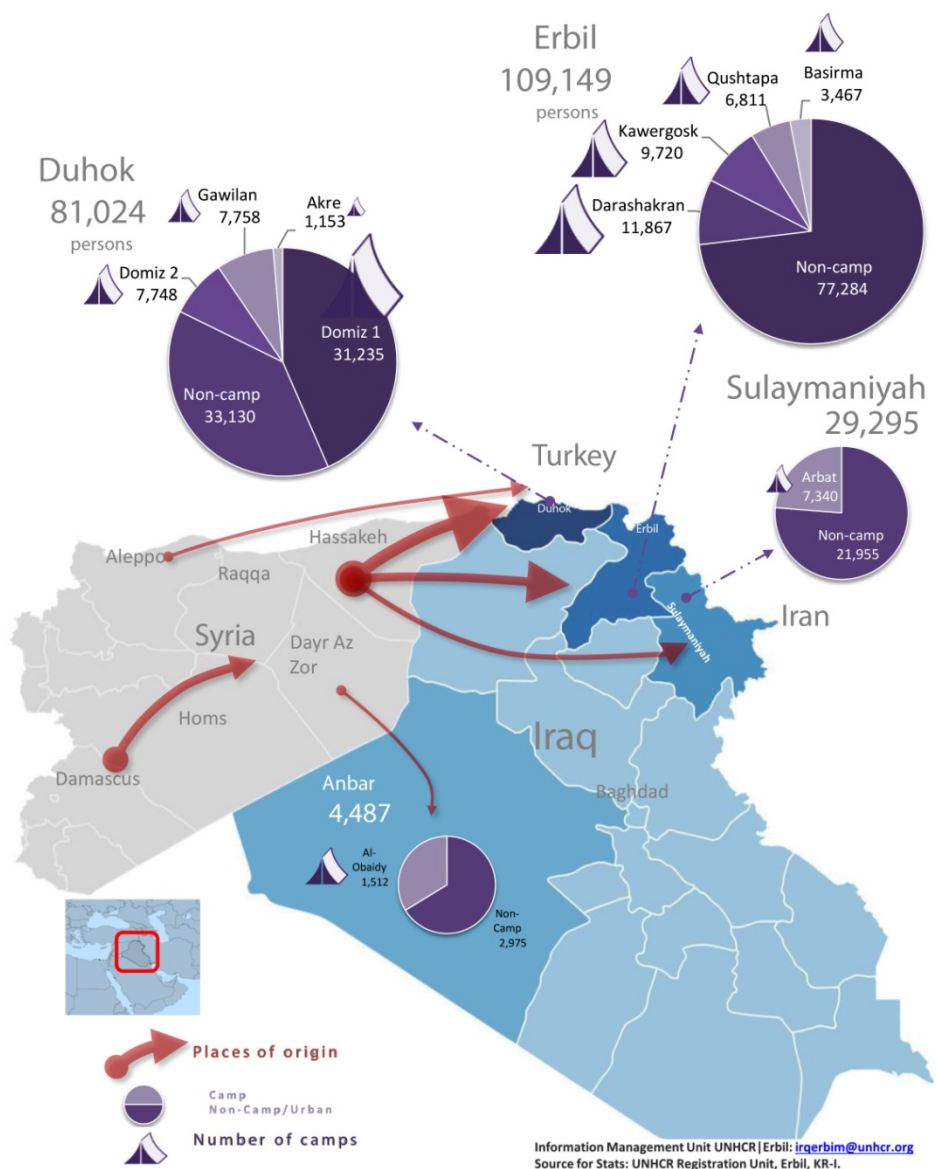 Erbil
109,149
persons
Basirma
3,467
Qushtapa
6,811
Kawergosk
9,720
Darashakran
11,867
Non-camp
77,284
Duhok
81,024
persons
Gawilan
7,758
Akre
1,153
Domiz 2
7,748
Domiz 1
31,235
Non-camp
33,130
Sulaymaniyah
29,295
Arbat
7,340
Non-camp
21,955
Turkey
Duhok
Erbil
Sulaymaniyah
Iran
Hassakeh
Aleppo
Raqqa
Syria
Dayr Az
Zor
Homs
Damascus
Iraq
Baghdad
Anbar
4,487
Al-
Obaidy
1,512
Non-
Camp
2,975
Places of origin
Camp
Non-Camp/Urban
Number of camps
Information Management Unit UNHCR|Erbil: irqerbim@unhcr.org
Source for Stats: UNHCR Registration Unit, Erbil, KR-I.